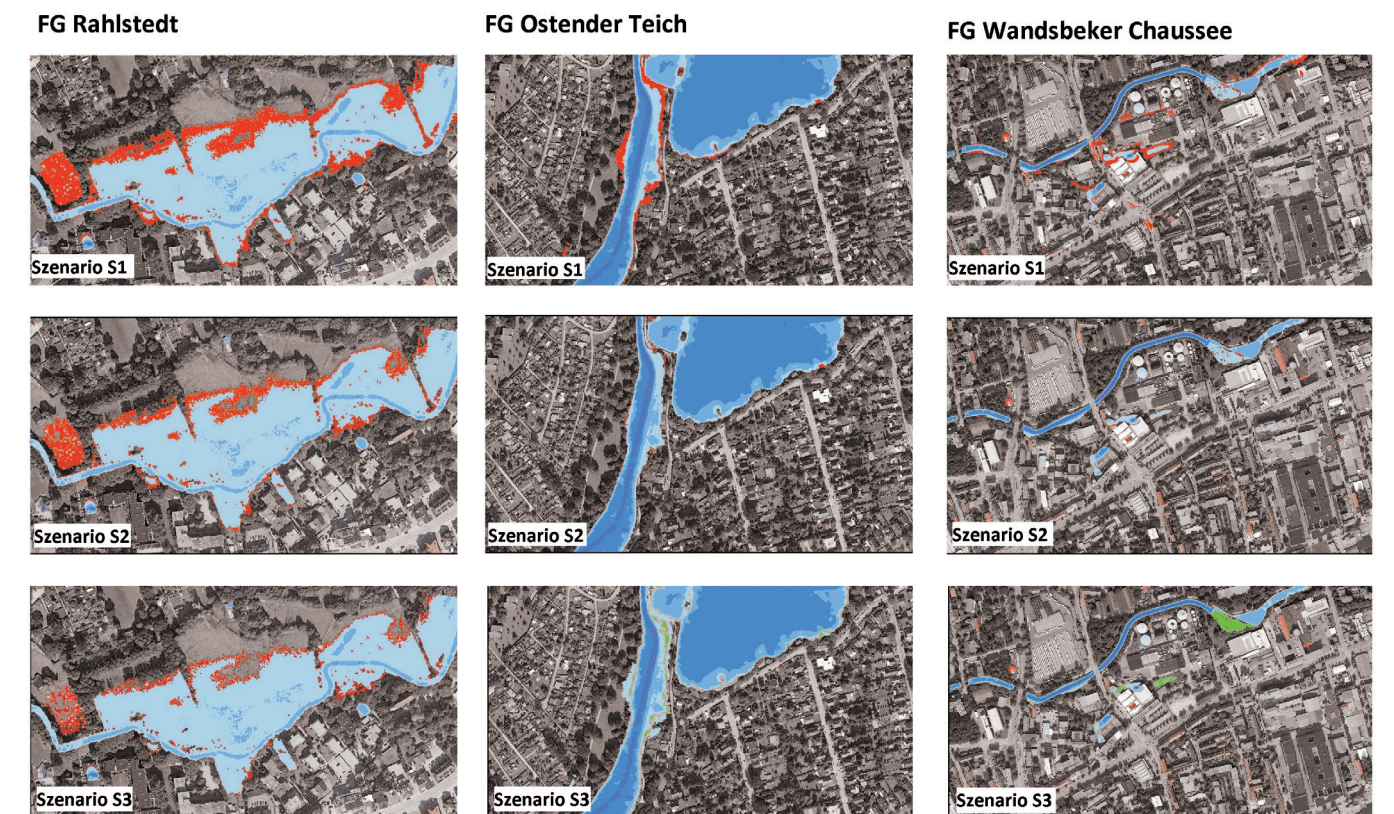 FG Rahlstedt
FG Ostender Teich
FG Wandsbeker Chaussee
Szenario S1
Szenario S1
Szenario S1
Szenario S2
Szenario S2
Szenario S2
Szenario S3
Szenario S3
Szenario S3